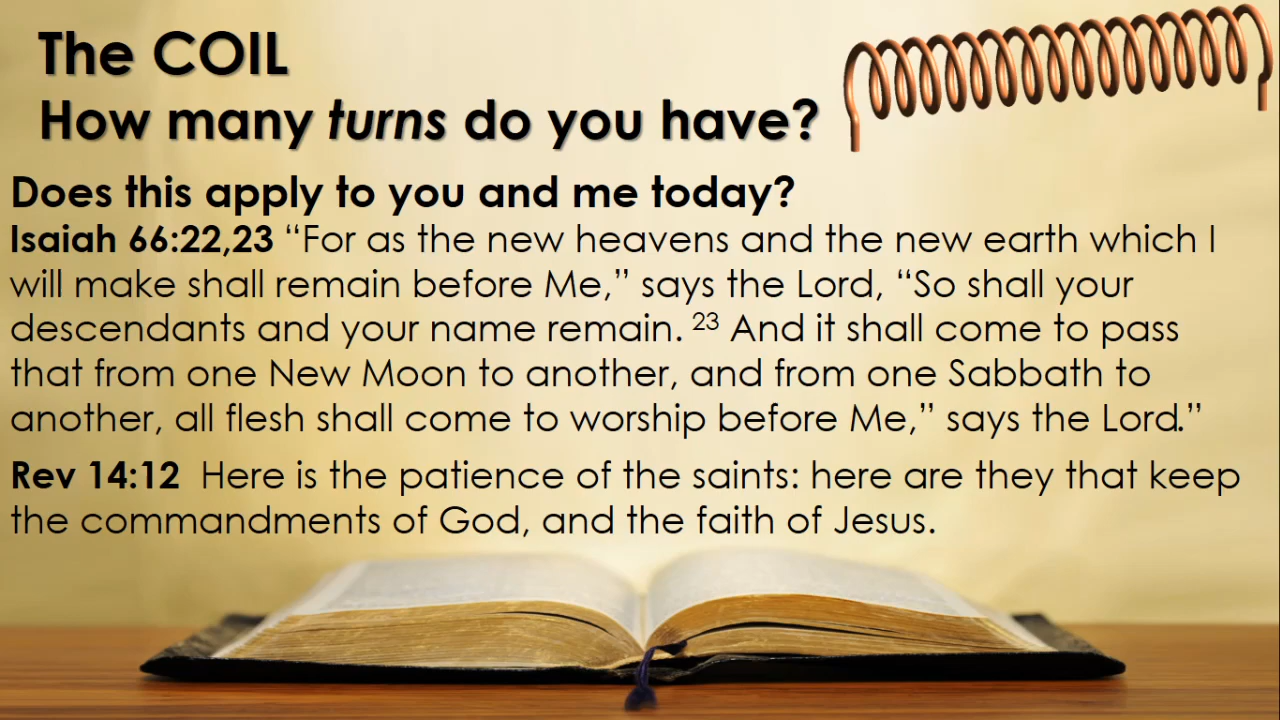 The COIL
How many turns do you have?
Does this apply to you and me today?
Isaiah 66:22,23 “For as the new heavens and the new earth which I
will make shall remain before Me,” says the Lord, “So shall your
descendants and your name remain. 23 And it shall come to pass
that from one New Moon to another, and from one Sabbath to
another, all flesh shall come to worship before Me,” says the Lord.”
Rev 14:12 Here is the patience of the saints: here are they that keep
the commandments of God, and the faith of Jesus.